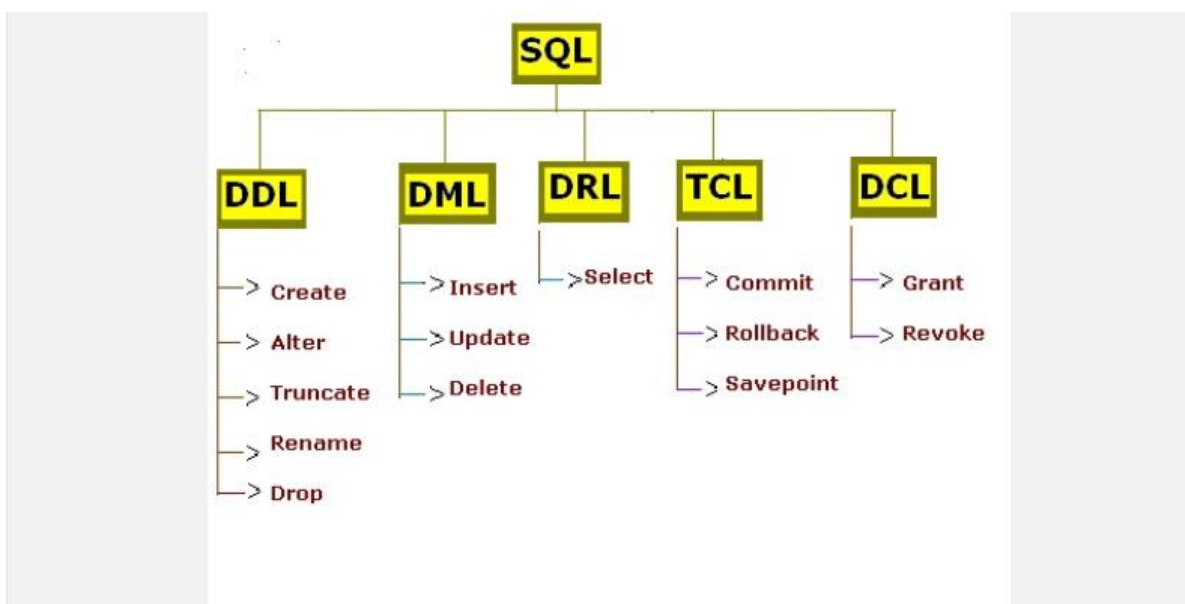 SQL
DDL
DML
DRL
TCL
DCL
Create
Alter
Truncate
Rename
Drop
Insert
Update
Delete
Select
Commit
Rollback
Savepoint
Grant
Revoke